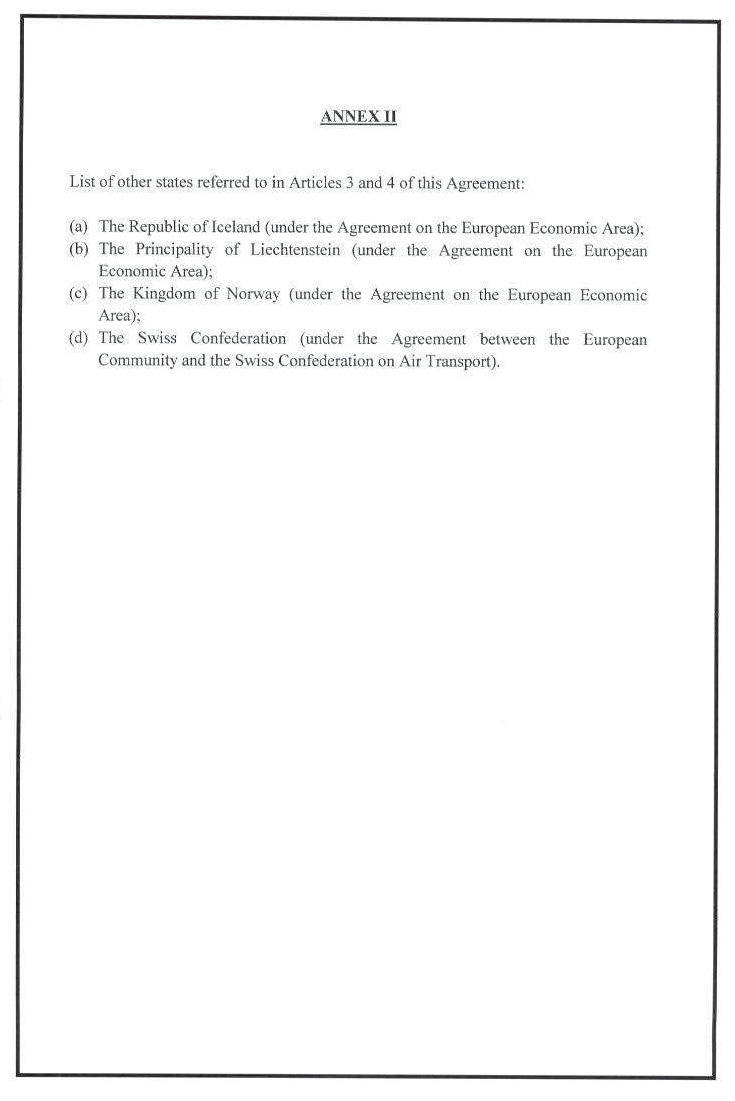 ANNEX II
List of other states referred to in Articles 3 and 4 of this Agreement:
(a) The Republic of Iceland (under the Agreement on the European Economic Area);
(b) The Principality of Liechtenstein (under the Agreement on the European
Economic Area);
(c) The Kingdom of Norway (under the Agreement on the European Economic
Area);
(d) The Swiss Confederation (under the Agreement between the European
Community and the Swiss Confederation on Air Transport).